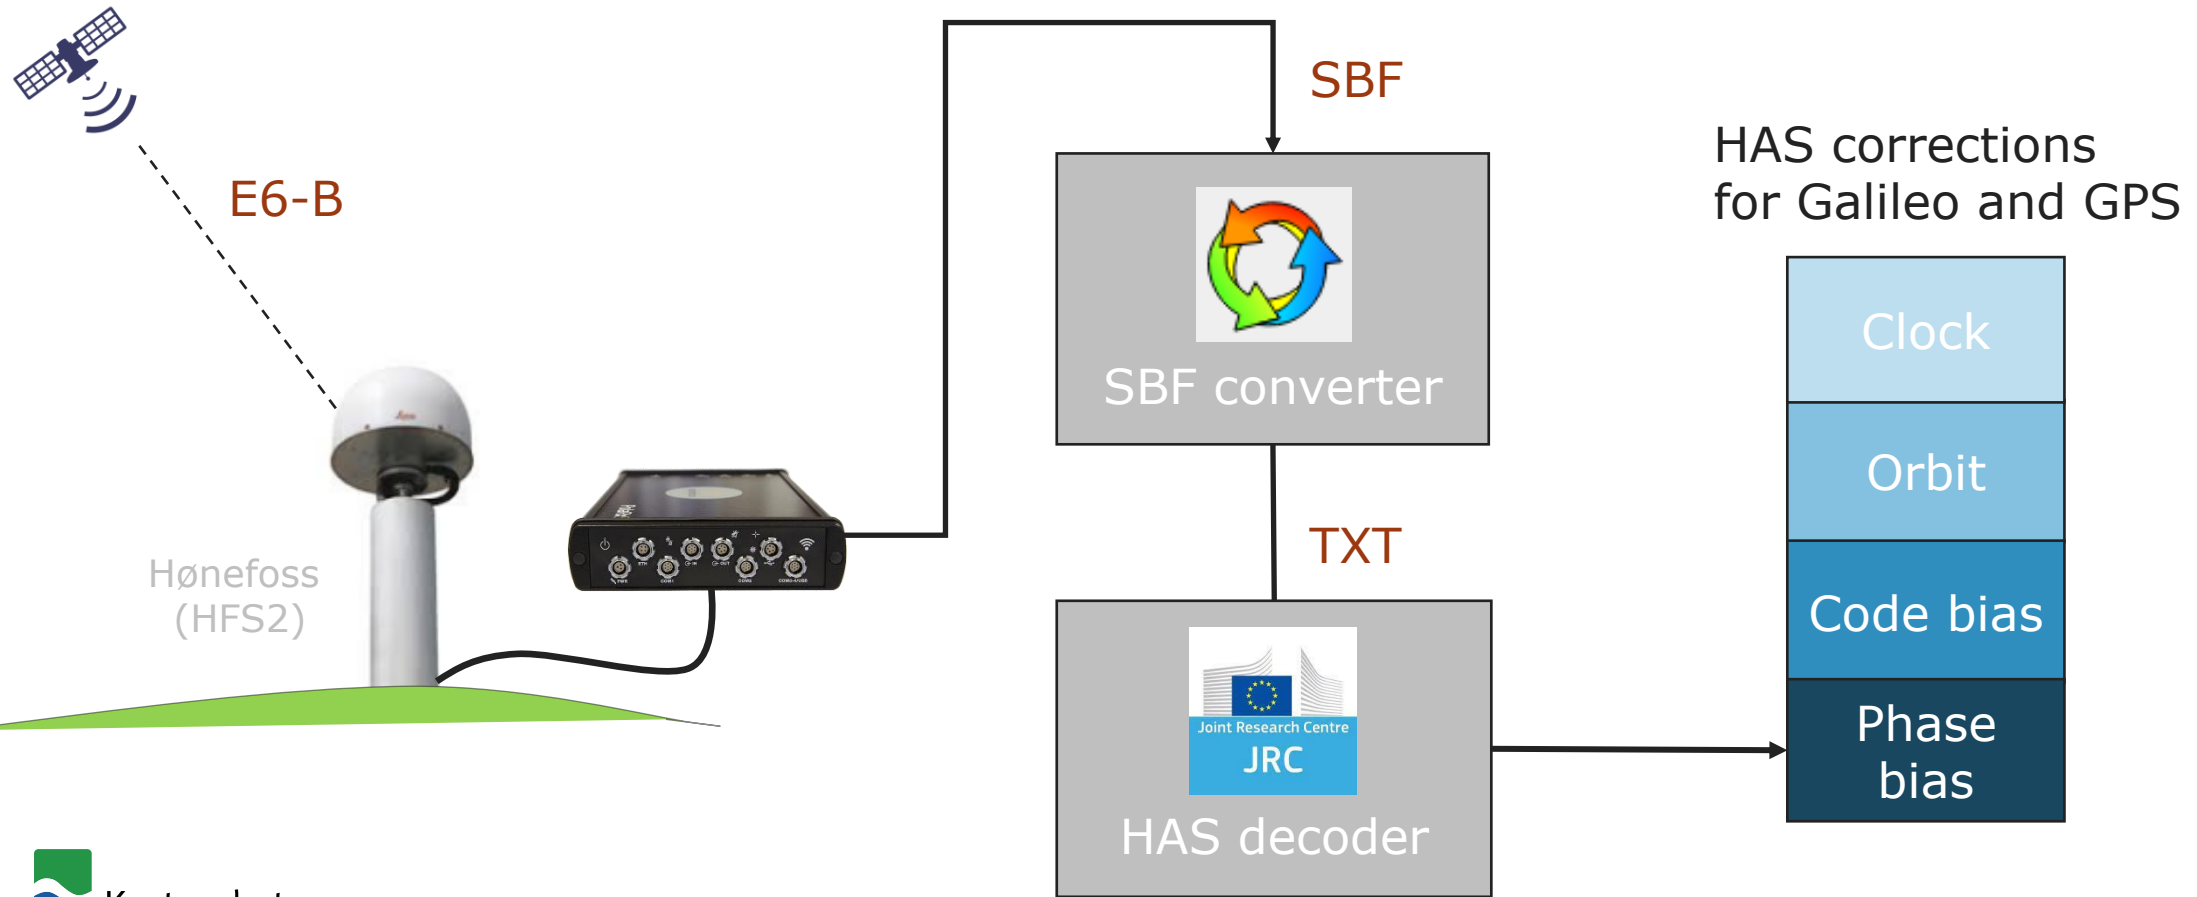 E6-B
SBF
HAS corrections
for Galileo and GPS
SBF converter
Clock
Orbit
Code bias
Phase
bias
TXT
Hønefoss
(HFS2)
Joint Research Centre
JRC
HAS decoder